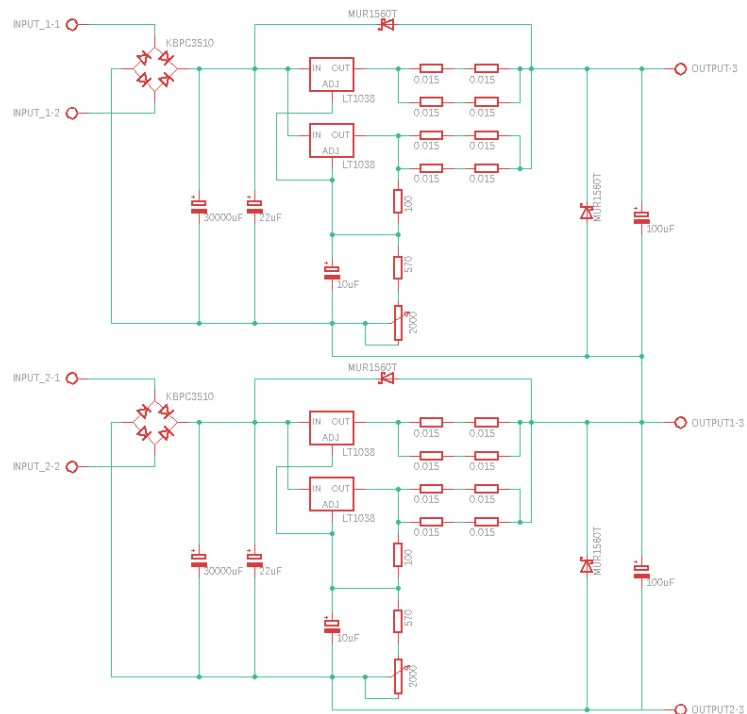 MUR1560T
INPUT_1-1
KBPC3510
IN OUT
ADJ
LT1038
0.015 0.015
OUTPUT-3
INPUT_1-2
IN OUT
ADJ
LT1038
0.015 0.015
0.015 0.015
0.015 0.015
MUR1560T
100
30000uF
22uF
100uF
570
10uF
2000
MUR1560T
INPUT_2-1
KBPC3510
IN OUT
ADJ
LT1038
0.015 0.015
OUTPUT1-3
INPUT_2-2
IN OUT
ADJ
LT1038
0.015 0.015
0.015 0.015
0.015 0.015
MUR1560T
100
30000uF
22uF
100uF
570
10uF
2000
OUTPUT2-3